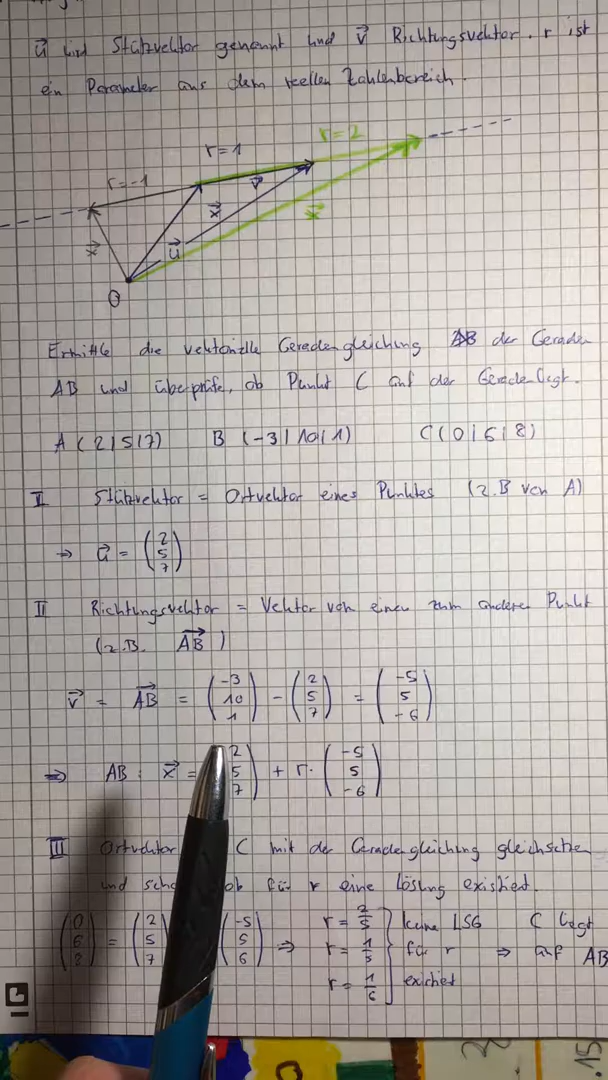 u wird Stützvektor genannt und v Richtungsvektor. r ist
ein Parameter aus dem reellen Zahlenbereich.
r=2
r=1
r=-1
v
x
x
x
u
O
Ermittle die vektorielle Geradengleichung der Geraden
AB und überprüfe, ob Punkt C auf der Geraden liegt.
A (2|5|7) B (-3|10|1) C(0|6|8)
I Stützvektor = Ortvektor eines Punktes (z.B von A)
⇒ u = (2 5 7)
II Richtungsvektor = Vektor von einen zum anderen Punkt
(z.B. AB)
v = AB = (-3 10 1) - (2 5 7) = (-5 5 -6)
⇒ AB: x = 2 5 7) + r· (-5 5 -6)
III Ortvektor C mit der Geradengleichung gleichsetzen
und ob für r eine Lösung existiert.
(0 6 ) = (2 5 7 (-5 5 6) ⇒ r = 2/5 r = 1/5 r = 1/6 keine LSG für r existiert ⇒ C liegt auf AB
.15